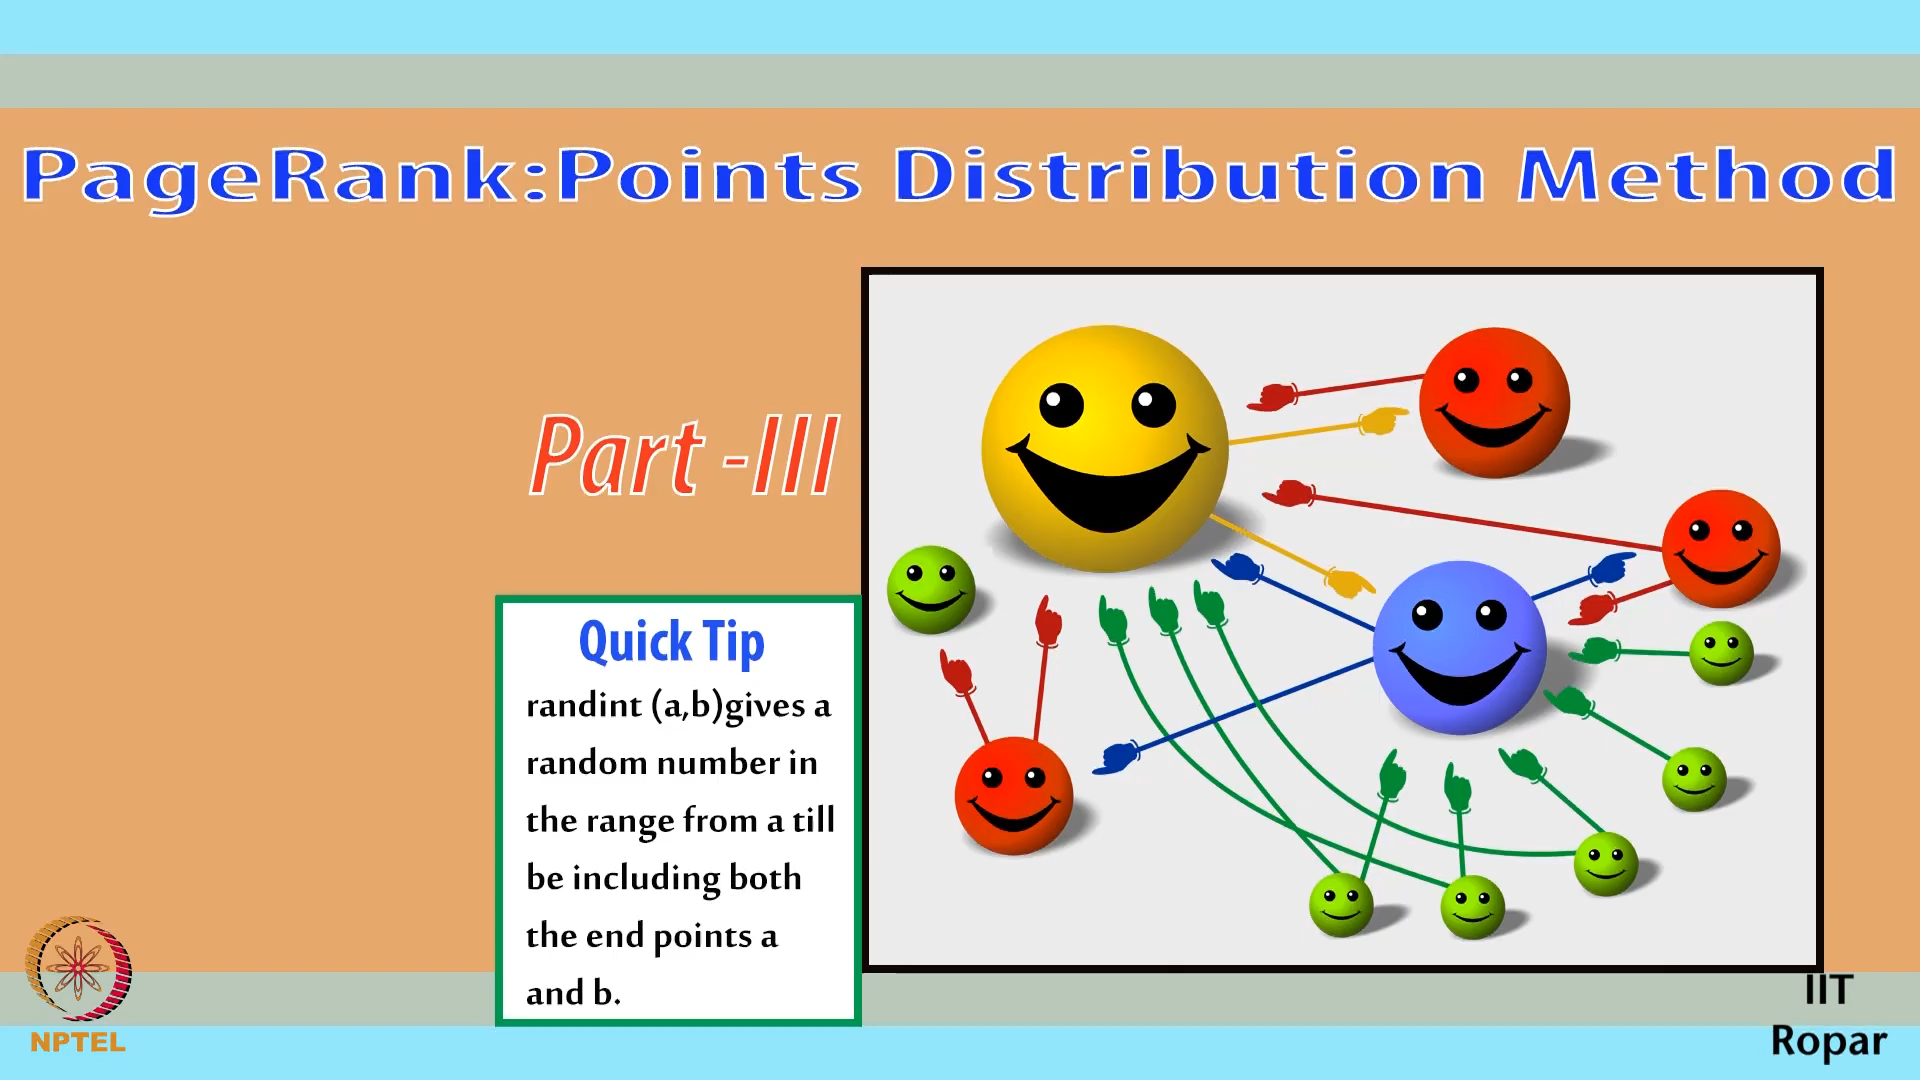 PageRank:Points Distribution Method
Part -III
Quick Tip
randint (a,b)gives a
random number in
the range from a till
be including both
the end points a
and b.
NPTEL
IIT
Ropar